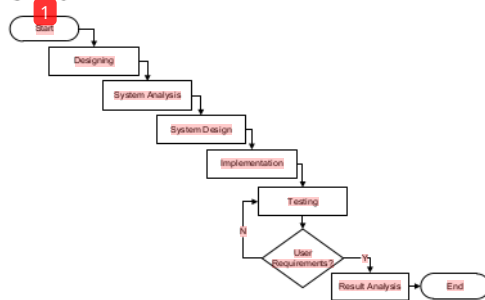 1
Start
Designing
System Analysis
System Design
Implementation
Testing
User
Requirements?
N
Y
Result Analysis
End